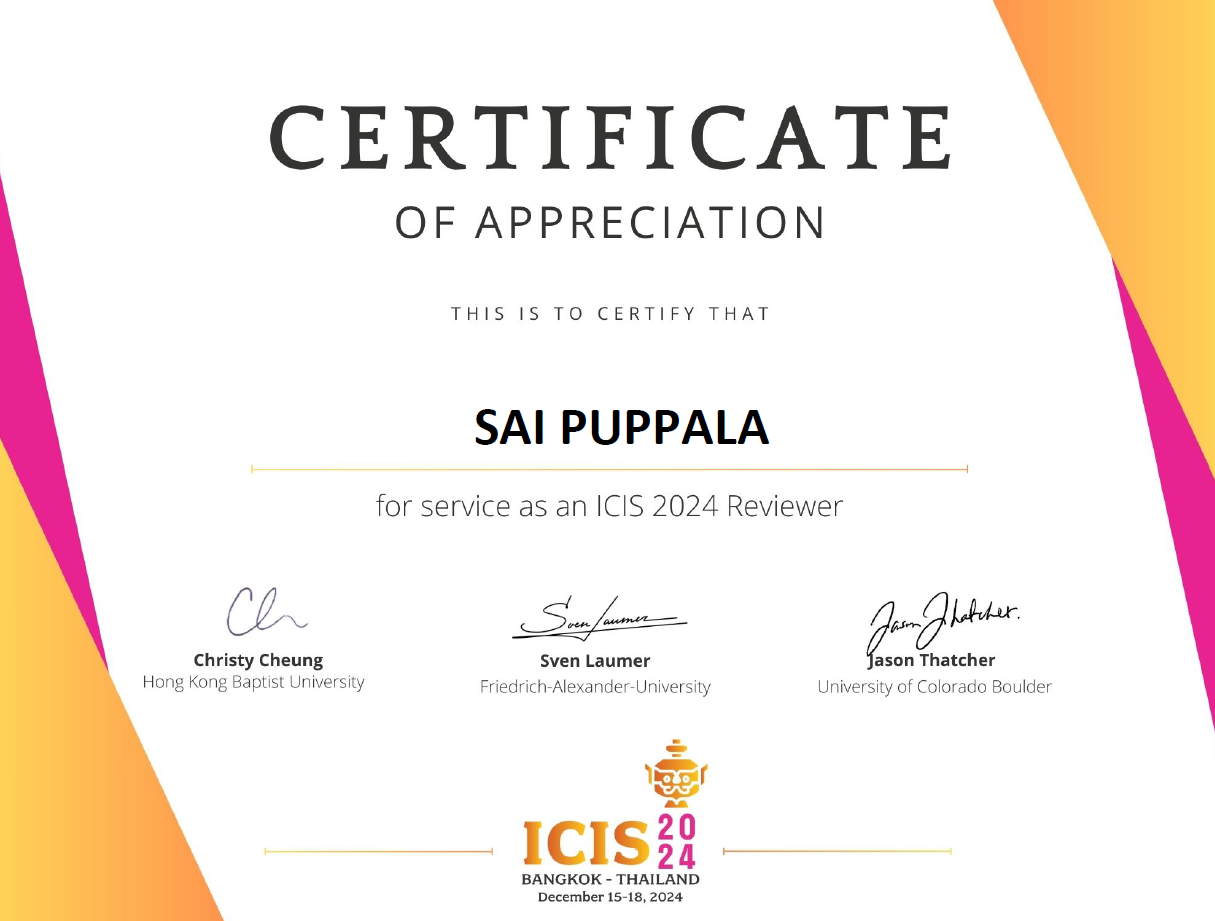 CERTIFICATE
OF APPRECIATION
THIS IS TO CERTIFY THAT
SAI PUPPALA
for service as an ICIS 2024 Reviewer
Sven Laumer
Jason Thatcher.
Christy Cheung
Hong Kong Baptist University
Sven Laumer
Friedrich-Alexander-University
Jason Thatcher
University of Colorado Boulder
ICIS 2024
BANGKOK - THAILAND
December 15-18, 2024